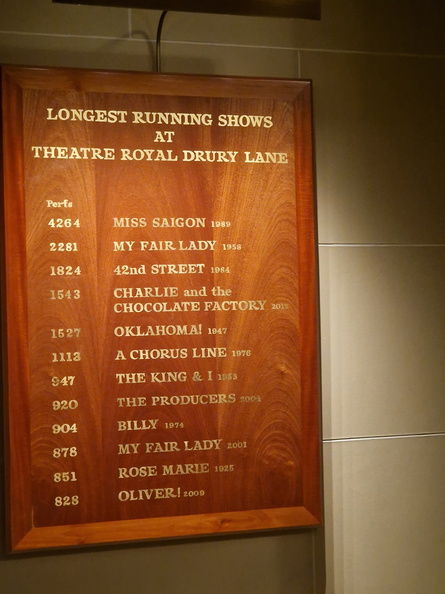 LONGEST RUNNING SHOWS
AT
THEATRE ROYAL DRURY LANE
Perfs
4264 MISS SAIGON 1989
2281 MY FAIR LADY 1958
1824 42nd STREET 1984
1543 CHARLIE and the
CHOCOLATE FACTORY
1527 OKLAHOMA! 1947
1113 A CHORUS LINE 1976
947 THE KING & I 1953
920 THE PRODUCERS 2004
904 BILLY 1974
878 MY FAIR LADY 2001
851 ROSE MARIE 1925
828 OLIVER! 2009